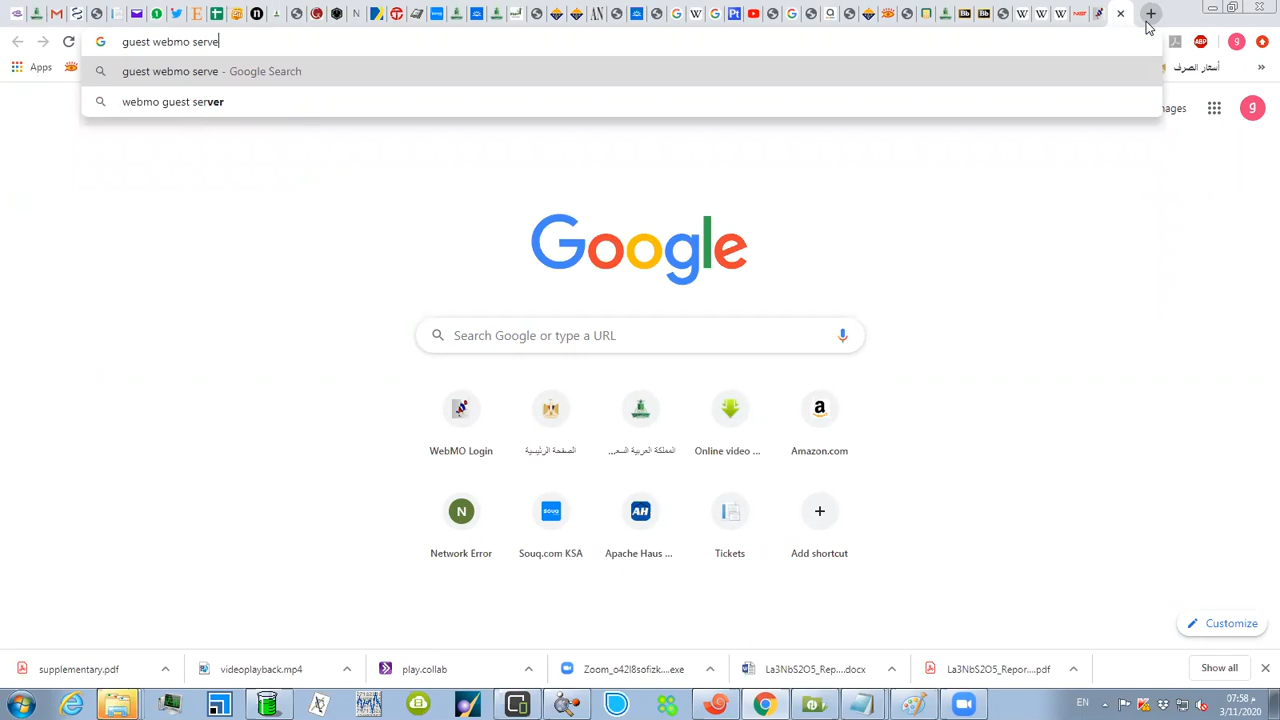 guest webmo serve
Apps
أسعار الصرف
»
guest webmo serve - Google Search
webmo guest server
ages
g
Google
Search Google or type a URL
WebMO Login
الصفحة الرئيسية
المملكة العربية السع...
Online video ...
Amazon.com
Network Error
Souq.com KSA
Apache Haus ...
Tickets
Add shortcut
Customize
supplementary.pdf
videoplayback.mp4
play.collab
Zoom_o42l8sofizk....exe
La3NbS2O5_Rep....docx
La3NbS2O5_Repor....pdf
Show all
EN
07:58 م
3/11/2020